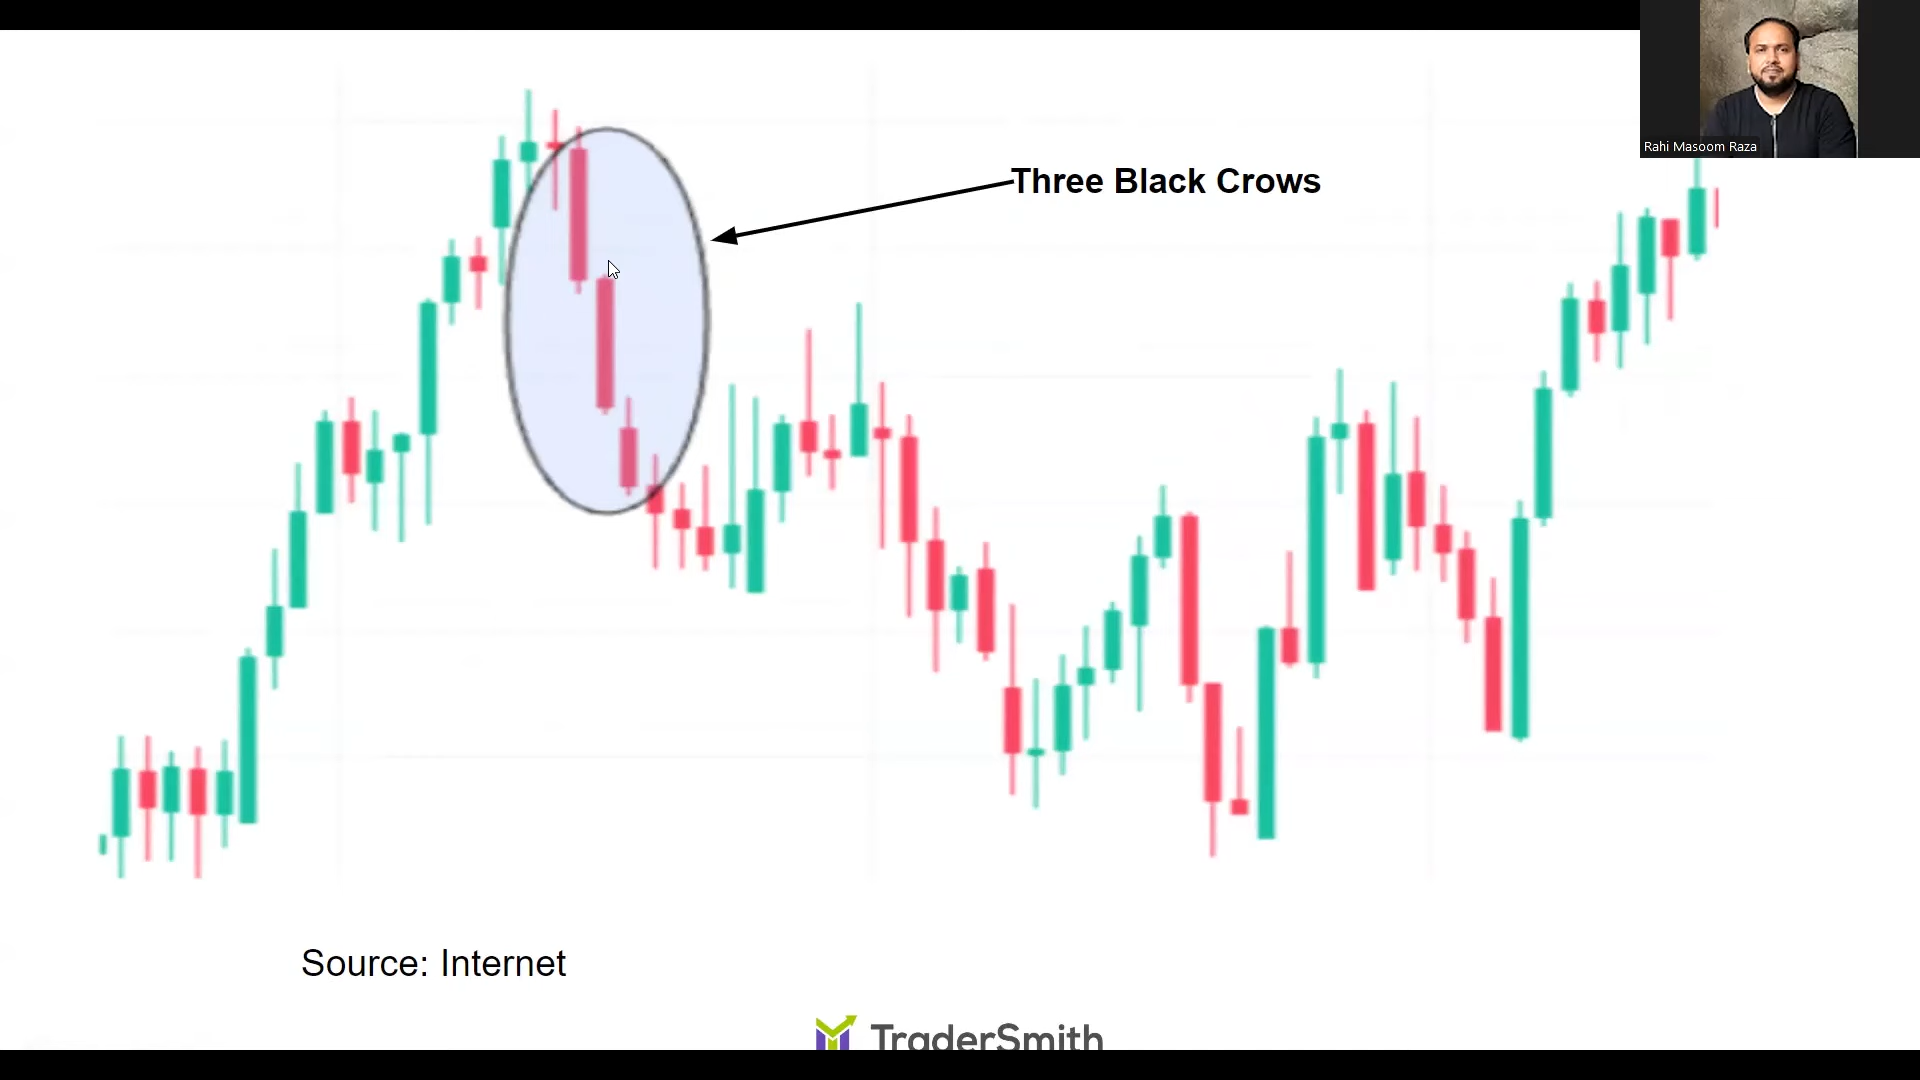 Rahi Masoom Raza
Three Black Crows
Source: Internet
TraderSmith